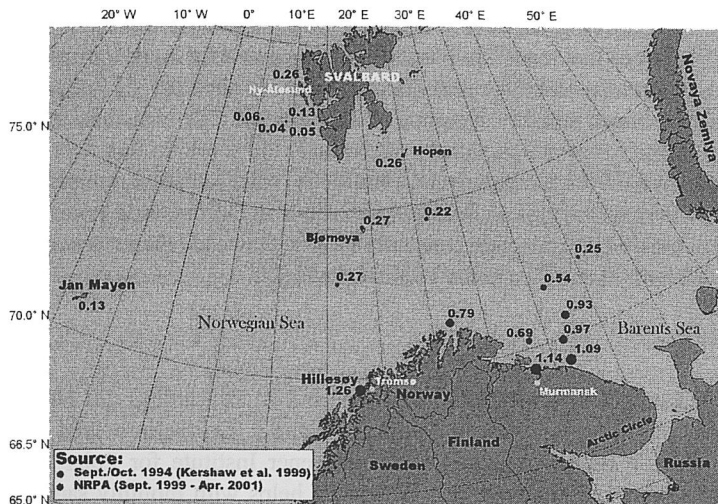 20° W 10° W 0° 10° E 20° E 30° E 40° E 50° E
75.0° N
70.0° N
66.5° N
65.0° N
0.26
SVALBARD
Ny-Ålesund
Novaya Zemlya
0.13
0.06
0.04
0.05
Hopen
0.26
0.27
0.22
Bjørnøya
0.25
0.27
0.54
Jan Mayen
0.13
0.79
0.93
Norwegian Sea
0.69
0.97
Barents Sea
1.14
1.09
Hillesøy
Tromsø
1.26
Norway
Murmansk
Arctic Circle
Finland
Sweden
Russia
Source:
Sept./Oct. 1994 (Kershaw et al. 1999)
NRPA (Sept. 1999 - Apr. 2001)